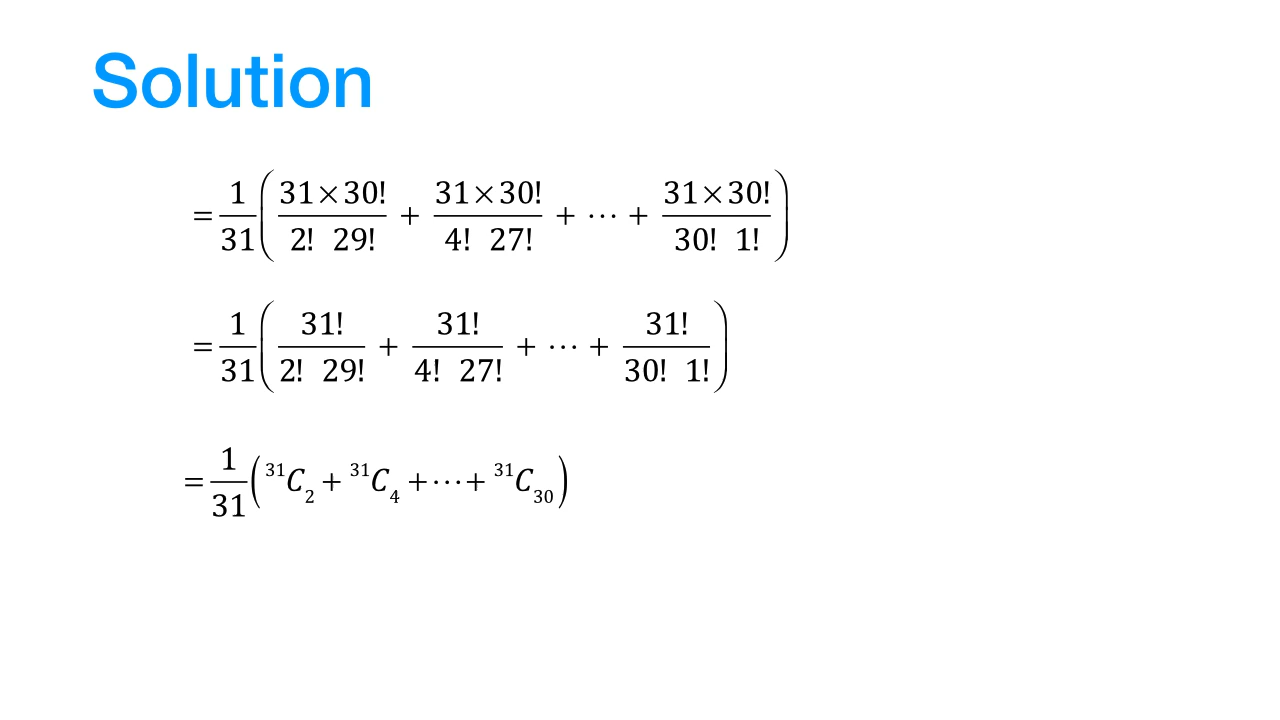 Solution
= 1/31 ( 31×30!/2! 29! + 31×30!/4! 27! + ⋯ + 31×30!/30! 1! )
= 1/31 ( 31!/2! 29! + 31!/4! 27! + ⋯ + 31!/30! 1! )
= 1/31 ( ³¹C₂ + ³¹C₄ + ⋯ + ³¹C₃₀ )